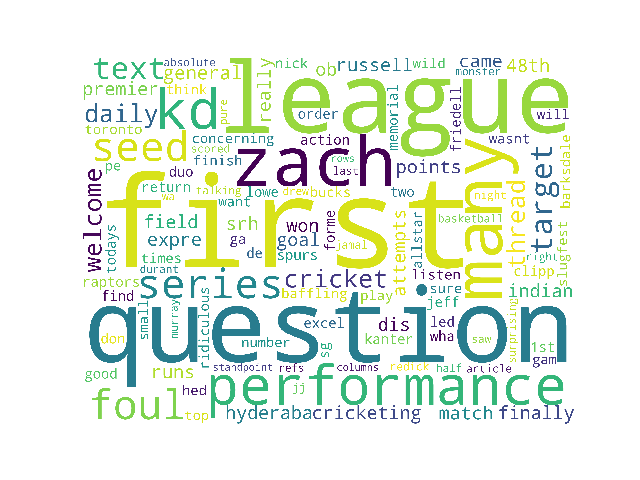 absolute nick ob russell wild came 48th
text general really monster
premier kd league think order memorial friedell will
daily pure
toronto concerning scored action rows wasnt
seed finish zach points many target barksdale
pe duo lowe last two
return talking want bucks night thread
welcome field srh won forme first attempts allstar basketball right slugfest
todays expre ga de goal jamal
times wa spurs cricket listen clipp
raptors series baffling play sure indian
find durant jeff
small murray ridiculous question excel dis led surprising
don number sg kanter wha saw 1st
good runs standpoint refs columns redick half article gam
hed performance jj
foul top hyderaba cricketing match finally
drew